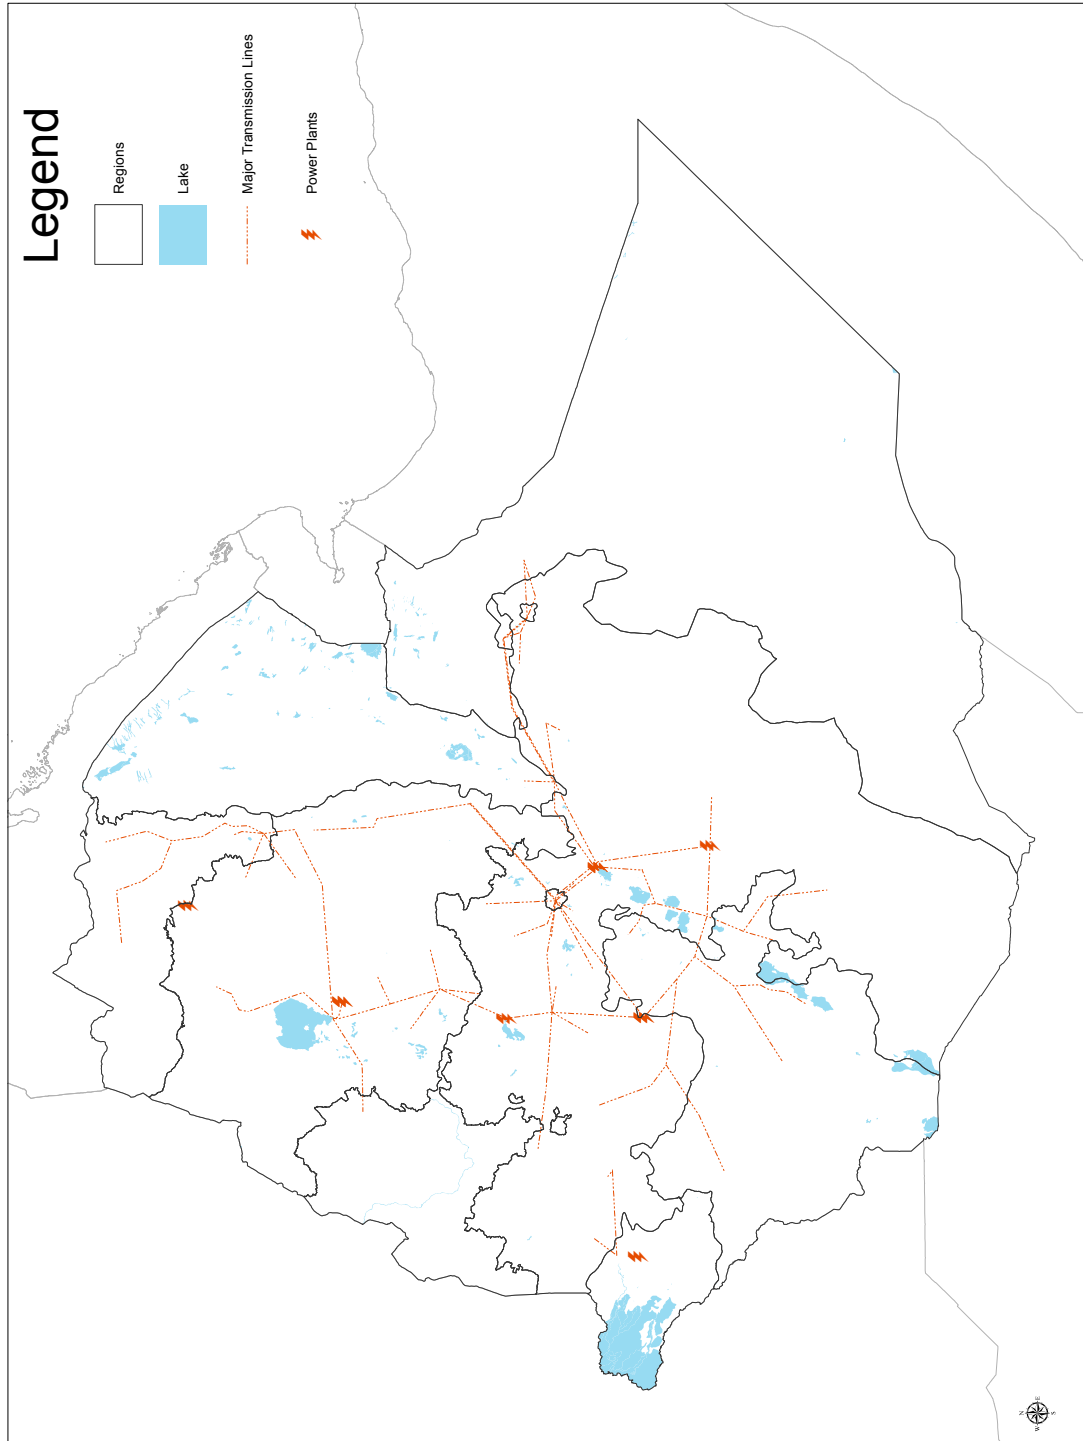 Legend
Regions
Lake
Major Transmission Lines
Power Plants
N
W
E
S